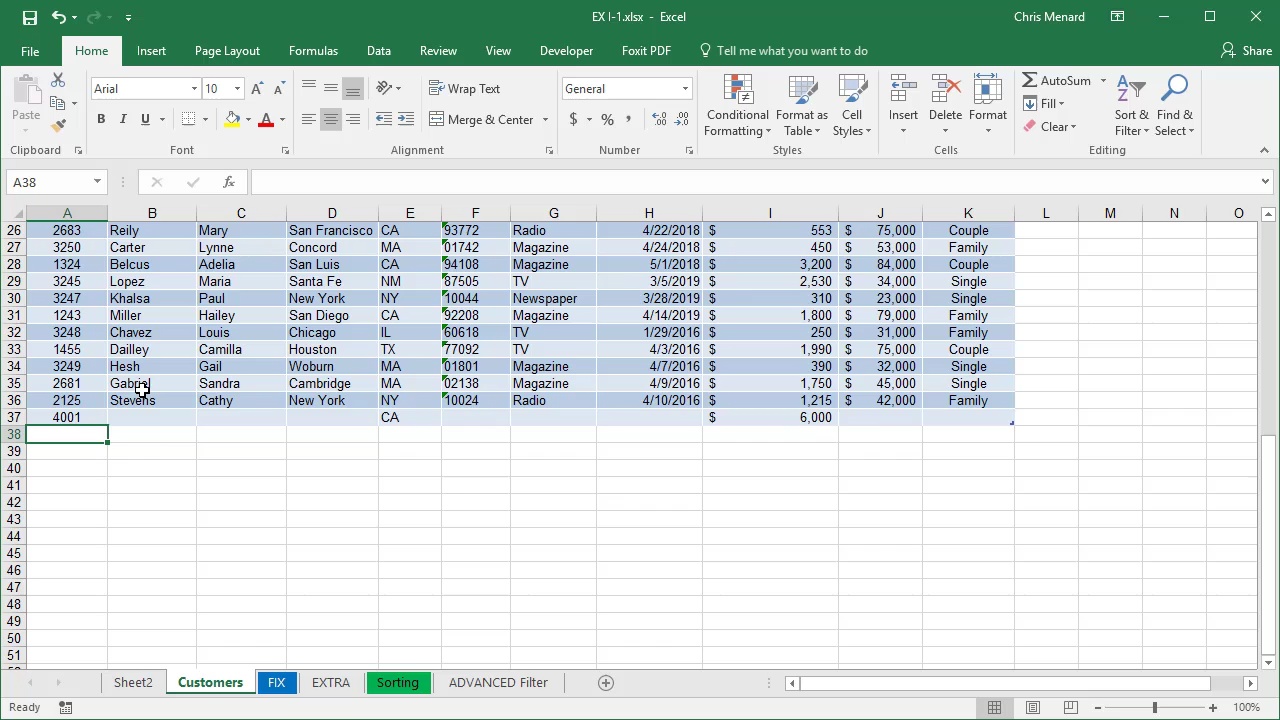 EX I-1.xlsx - Excel
Chris Menard
File Home Insert Page Layout Formulas Data Review View Developer Foxit PDF Tell me what you want to do Share
Paste Arial 10 Wrap Text General Conditional Formatting Format as Table Cell Styles Insert Delete Format AutoSum Sort & Filter Find & Select
B I U A Merge & Center $ % , Fill
Clear
Clipboard Font Alignment Number Styles Cells Editing
A38 fx
A B C D E F G H I J K L M N O
26 2683 Reily Mary San Francisco CA 93772 Radio 4/22/2018 $ 553 $ 75,000 Couple
27 3250 Carter Lynne Concord MA 01742 Magazine 4/24/2018 $ 450 $ 53,000 Family
28 1324 Belcus Adelia San Luis CA 94108 Magazine 5/1/2018 $ 3,200 $ 84,000 Couple
29 3245 Lopez Maria Santa Fe NM 87505 TV 3/5/2019 $ 2,530 $ 34,000 Single
30 3247 Khalsa Paul New York NY 10044 Newspaper 3/28/2019 $ 310 $ 23,000 Single
31 1243 Miller Hailey San Diego CA 92208 Magazine 4/14/2019 $ 1,800 $ 79,000 Family
32 3248 Chavez Louis Chicago IL 60618 TV 1/29/2016 $ 250 $ 31,000 Family
33 1455 Dailley Camilla Houston TX 77092 TV 4/3/2016 $ 1,990 $ 75,000 Couple
34 3249 Hesh Gail Woburn MA 01801 Magazine 4/7/2016 $ 390 $ 32,000 Single
35 2681 Sandra Cambridge MA 02138 Magazine 4/9/2016 $ 1,750 $ 45,000 Single
36 2125 Stevens Cathy New York NY 10024 Radio 4/10/2016 $ 1,215 $ 42,000 Family
37 4001 CA $ 6,000
38
39
40
41
42
43
44
45
46
47
48
49
50
51
Sheet2 Customers FIX EXTRA Sorting ADVANCED Filter
Ready 100%